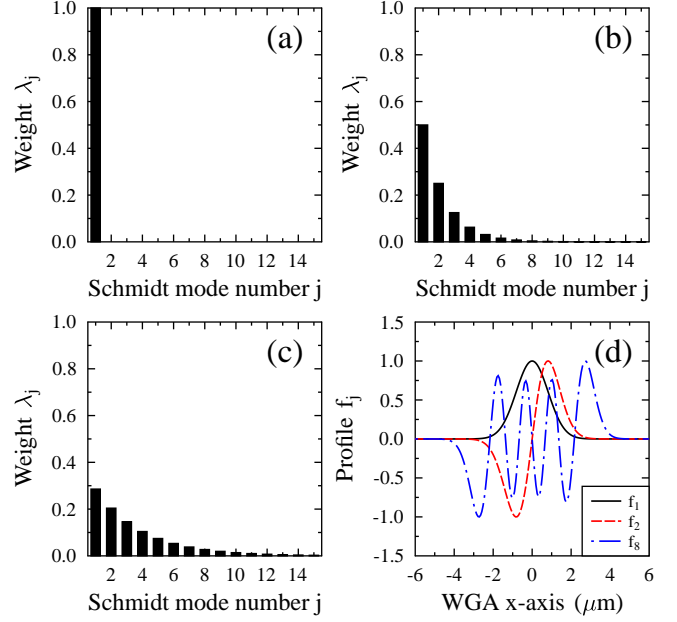 1.0
0.8
0.6
0.4
0.2
0.0
Weight λj
(a)
2 4 6 8 10 12 14
Schmidt mode number j
1.0
0.8
0.6
0.4
0.2
0.0
Weight λj
(b)
2 4 6 8 10 12 14
Schmidt mode number j
1.0
0.8
0.6
0.4
0.2
0.0
Weight λj
(c)
2 4 6 8 10 12 14
Schmidt mode number j
1.5
1.0
0.5
0.0
-0.5
-1.0
-1.5
Profile fj
(d)
f1
f2
f8
-6 -4 -2 0 2 4 6
WGA x-axis (μm)